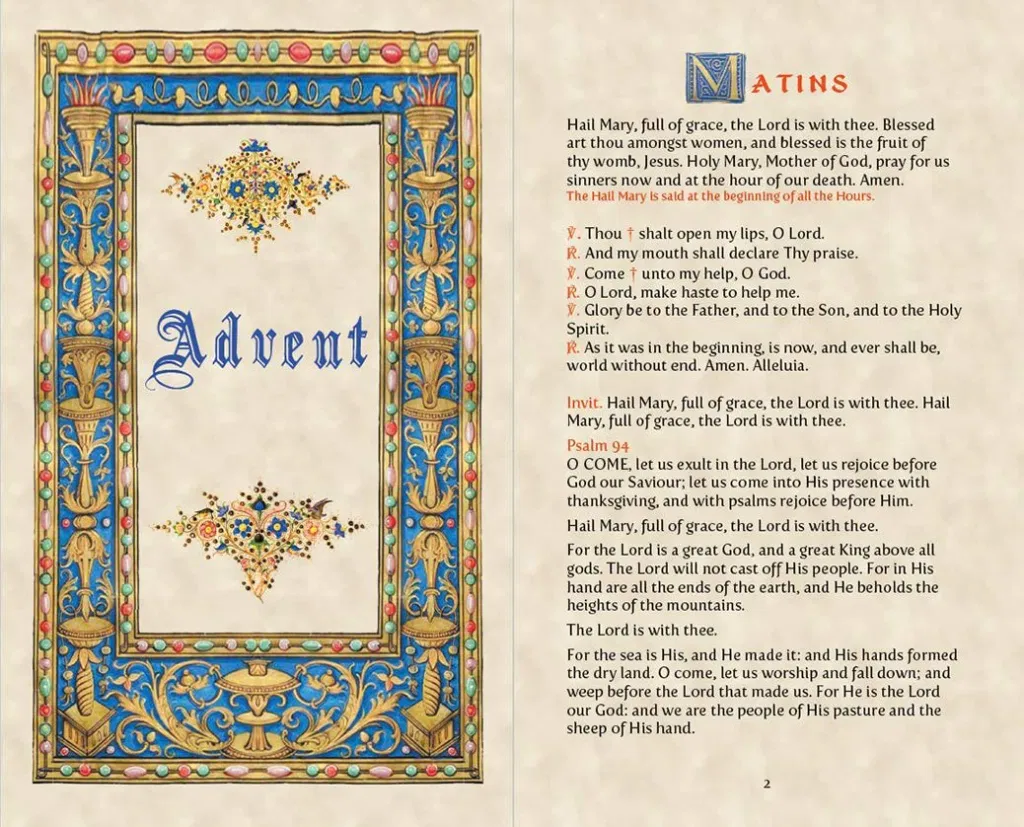 Advent
MATINS
Hail Mary, full of grace, the Lord is with thee. Blessed
art thou amongst women, and blessed is the fruit of
thy womb, Jesus. Holy Mary, Mother of God, pray for us
sinners now and at the hour of our death. Amen.
The Hail Mary is said at the beginning of all the Hours.
℣. Thou † shalt open my lips, O Lord.
℟. And my mouth shall declare Thy praise.
℣. Come † unto my help, O God.
℟. O Lord, make haste to help me.
℣. Glory be to the Father, and to the Son, and to the Holy
Spirit.
℟. As it was in the beginning, is now, and ever shall be,
world without end. Amen. Alleluia.
Invit. Hail Mary, full of grace, the Lord is with thee. Hail
Mary, full of grace, the Lord is with thee.
Psalm 94
O COME, let us exult in the Lord, let us rejoice before
God our Saviour; let us come into His presence with
thanksgiving, and with psalms rejoice before Him.
Hail Mary, full of grace, the Lord is with thee.
For the Lord is a great God, and a great King above all
gods. The Lord will not cast off His people. For in His
hand are all the ends of the earth, and He beholds the
heights of the mountains.
The Lord is with thee.
For the sea is His, and He made it: and His hands formed
the dry land. O come, let us worship and fall down; and
weep before the Lord that made us. For He is the Lord
our God: and we are the people of His pasture and the
sheep of His hand.
2